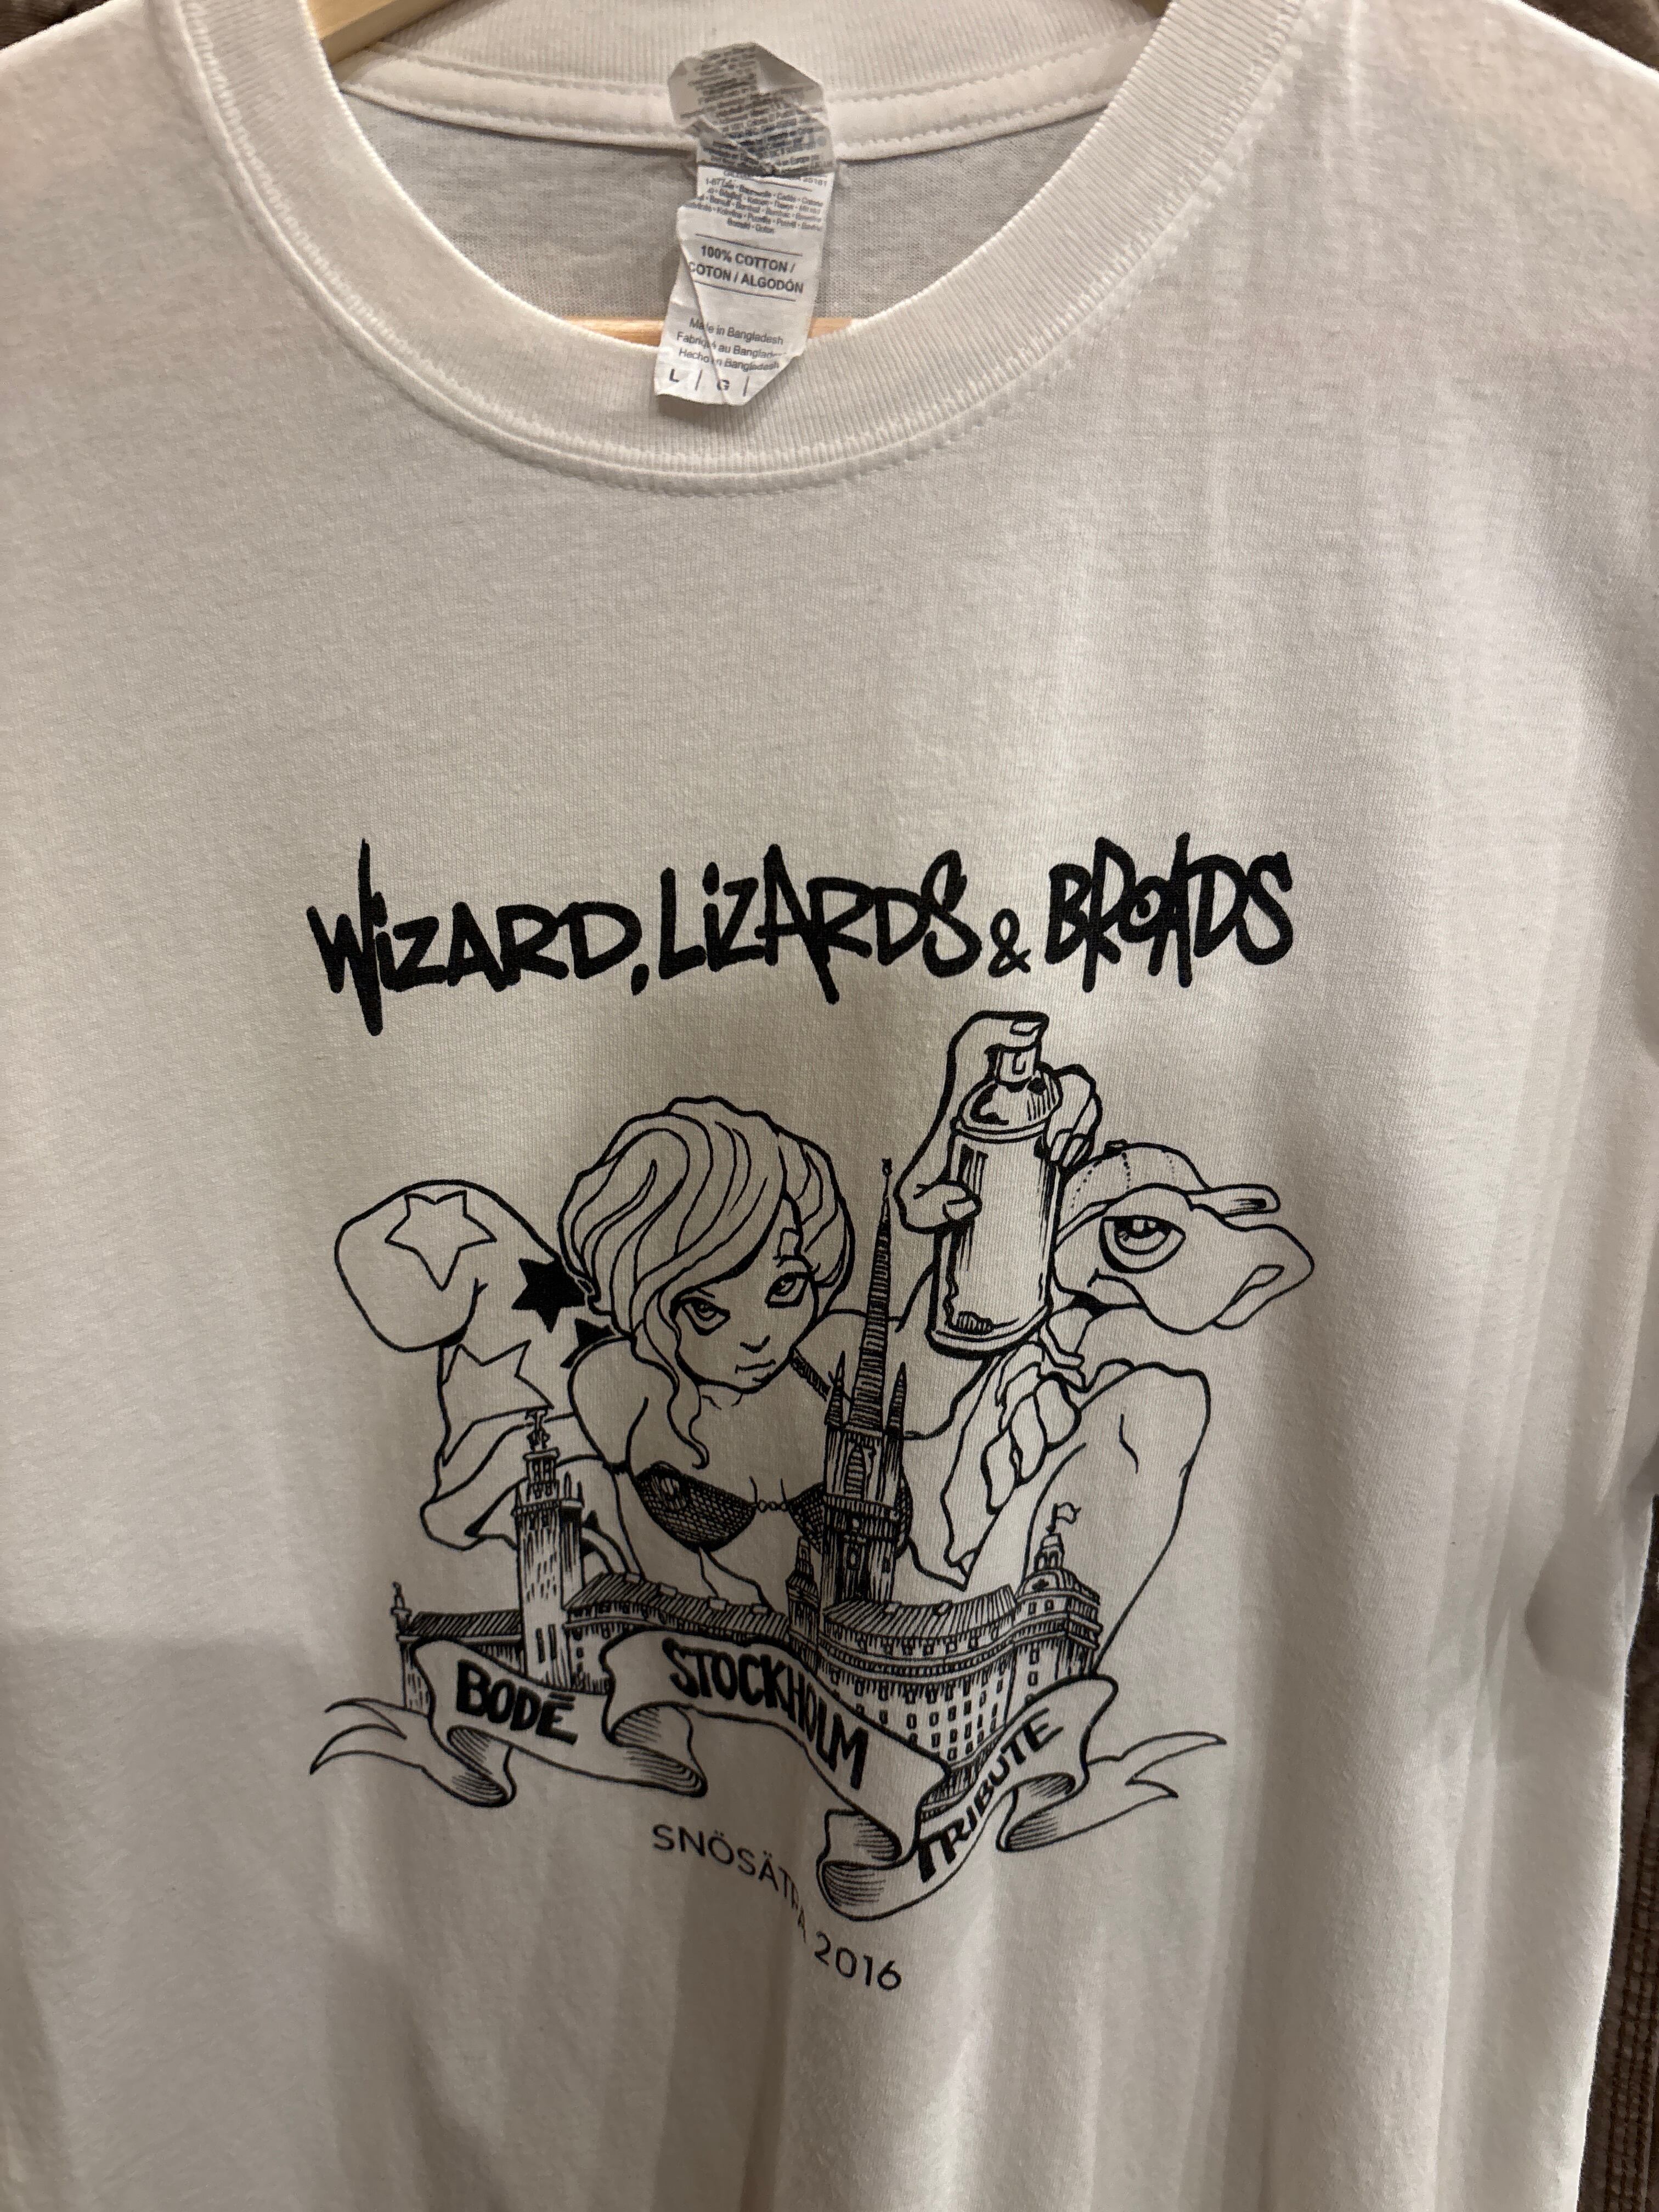 100% COTTON /
COTON / ALGODÓN
Made in Bangladesh
Fabriqué au Bangladesh
Hecho en Bangladesh
L | G |
WIZARD, LIZARDS & BROADS
BODĒ STOCKHOLM TRIBUTE
SNÖSÄTRA 2016